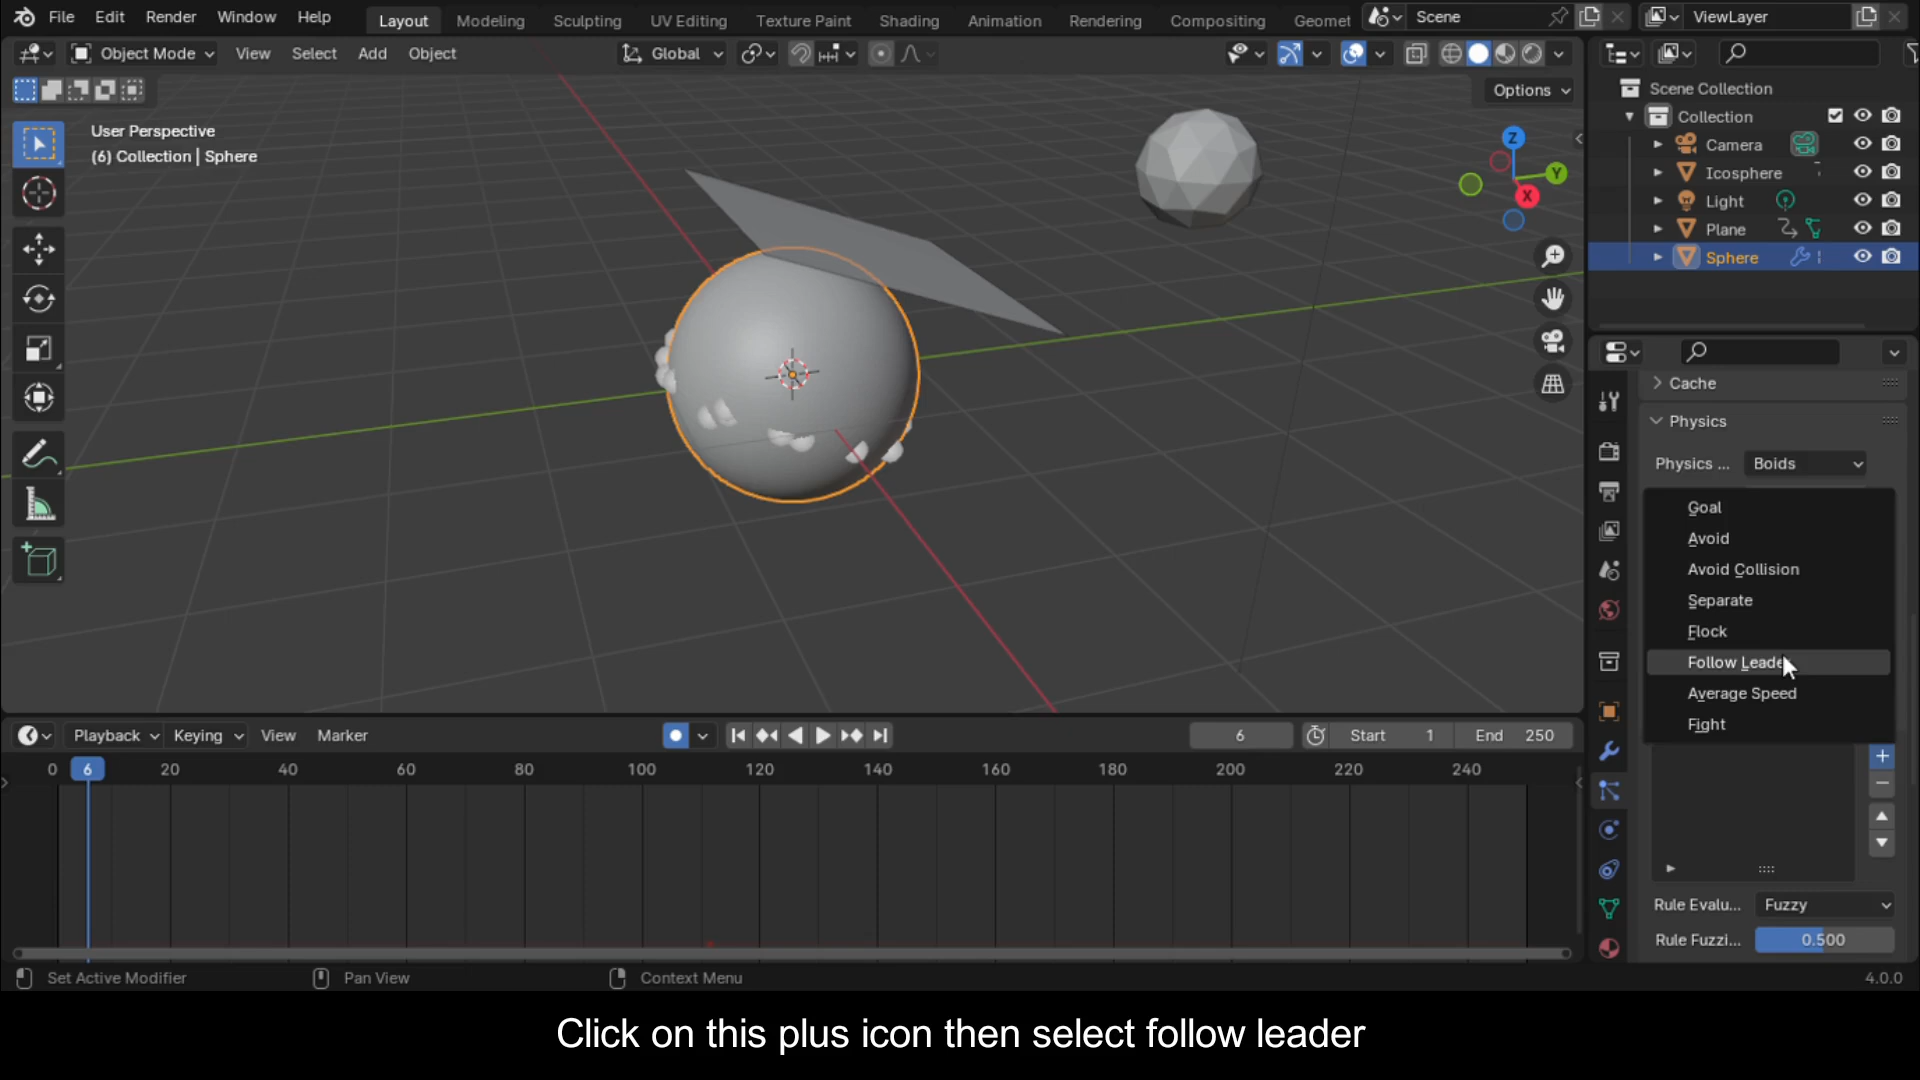 File Edit Render Window Help Layout Modeling Sculpting UV Editing Texture Paint Shading Animation Rendering Compositing Geomet Scene ViewLayer
Object Mode View Select Add Object Global
Options
User Perspective
(6) Collection | Sphere
Z
Y
X
Scene Collection
Collection
Camera
Icosphere
Light
Plane
Sphere
Cache
Physics
Physics ... Boids
Goal
Avoid
Avoid Collision
Separate
Flock
Follow Leade
Average Speed
Fight
Rule Evalu... Fuzzy
Rule Fuzzi... 0.500
Playback Keying View Marker 6 Start 1 End 250
0 6 20 40 60 80 100 120 140 160 180 200 220 240
Set Active Modifier Pan View Context Menu 4.0.0
Click on this plus icon then select follow leader